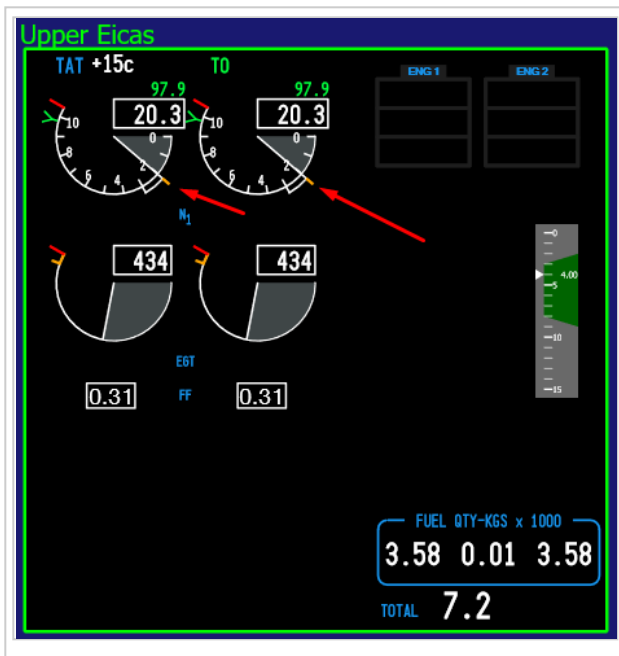 Upper Eicas
TAT +15c TO
ENG 1 ENG 2
97.9 97.9
20.3 20.3
10 0 10 0
8 2 8 2
6 4 6 4
N1
0
4.00
5
10
15
434 434
EGT
0.31 FF 0.31
FUEL QTY-KGS x 1000
3.58 0.01 3.58
TOTAL 7.2